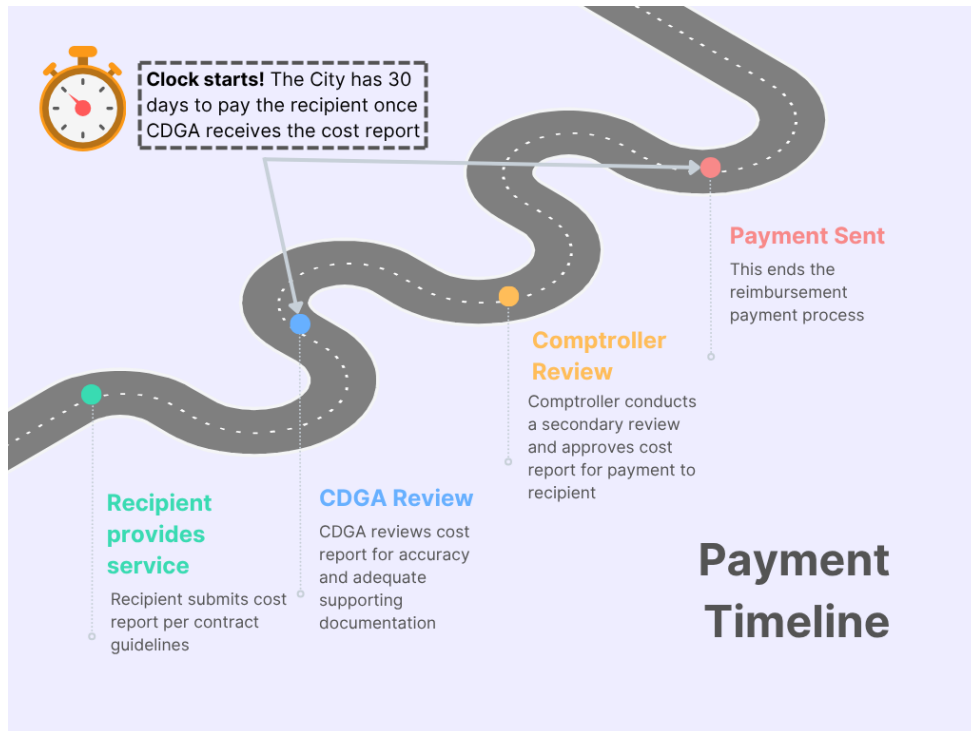 Clock starts! The City has 30
days to pay the recipient once
CDGA receives the cost report
Payment Sent
This ends the
reimbursement
payment process
Comptroller
Review
Comptroller conducts
a secondary review
and approves cost
report for payment to
recipient
CDGA Review
CDGA reviews cost
report for accuracy
and adequate
supporting
documentation
Recipient
provides
service
Recipient submits cost
report per contract
guidelines
Payment
Timeline